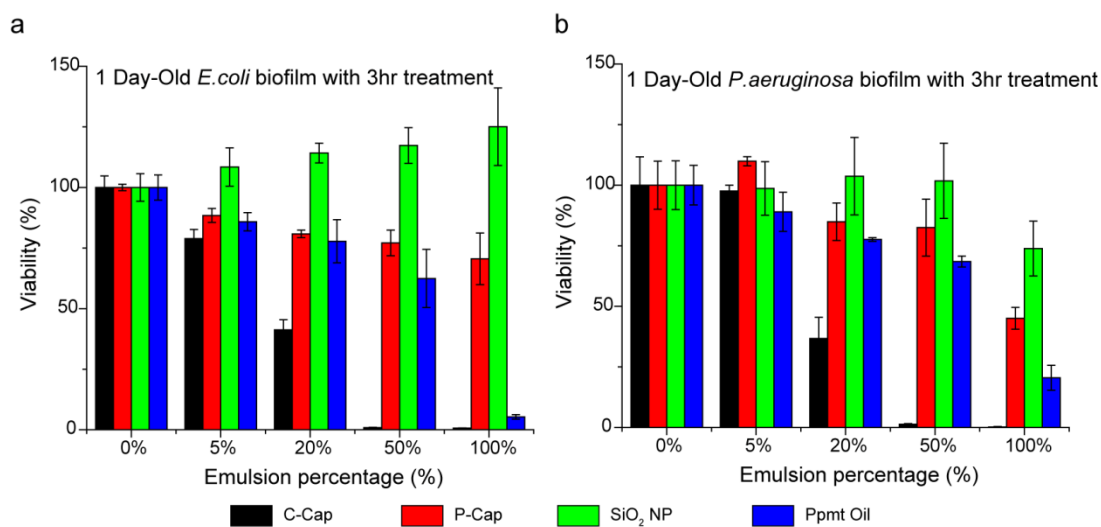 a
1 Day-Old E.coli biofilm with 3hr treatment
150
100
50
0
Viability (%)
0% 5% 20% 50% 100%
Emulsion percentage (%)
b
1 Day-Old P.aeruginosa biofilm with 3hr treatment
150
100
50
0
Viability (%)
0% 5% 20% 50% 100%
Emulsion percentage (%)
C-Cap P-Cap SiO₂ NP Ppmt Oil